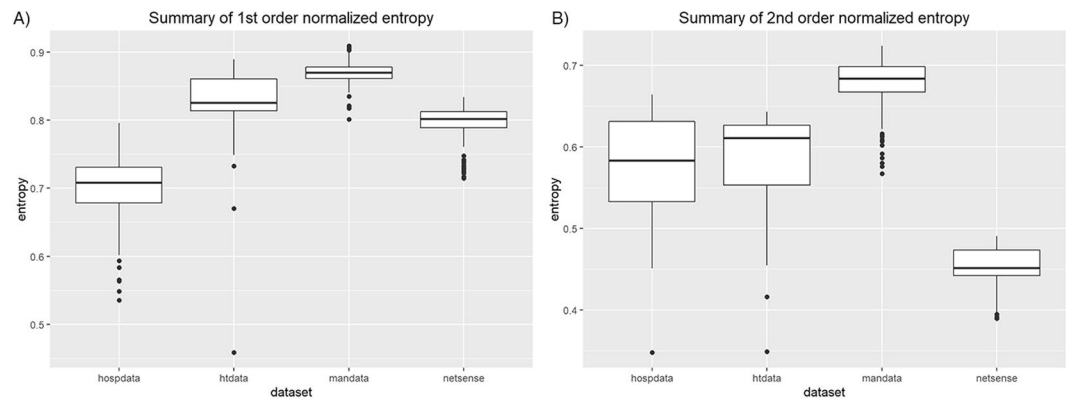 A)
Summary of 1st order normalized entropy
entropy
0.9
0.8
0.7
0.6
0.5
hospdata htdata mandata netsense
dataset
B)
Summary of 2nd order normalized entropy
entropy
0.7
0.6
0.5
0.4
hospdata htdata mandata netsense
dataset